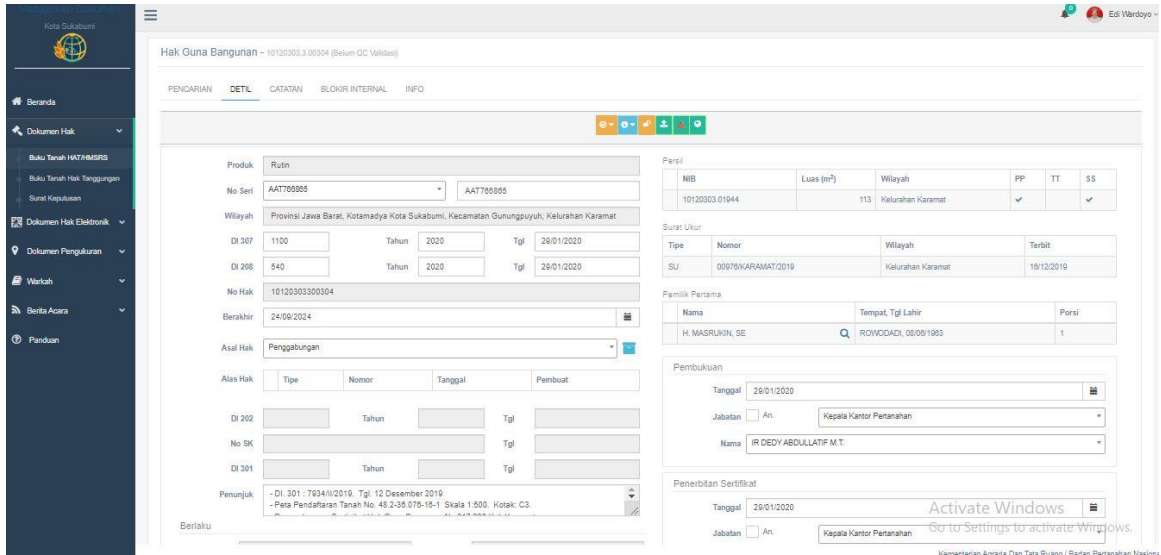 Manajemen Dokumen
Kota Sukabumi
0
Edi Wardoyo
Hak Guna Bangunan - 10120303.3.00304 (Belum QC Validasi)
PENCARIAN DETIL CATATAN BLOKIR INTERNAL INFO
Beranda
Dokumen Hak
Buku Tanah HAT/HMSRS
Buku Tanah Hak Tanggungan
Surat Keputusan
Dokumen Hak Elektronik
Dokumen Pengukuran
Warkah
Berita Acara
Panduan
Produk Rutin
No Seri AAT766865 AAT766865
Wilayah Provinsi Jawa Barat, Kotamadya Kota Sukabumi, Kecamatan Gunungpuyuh, Kelurahan Karamat
DI 307 1100 Tahun 2020 Tgl 29/01/2020
DI 208 540 Tahun 2020 Tgl 29/01/2020
No Hak 10120303300304
Berakhir 24/09/2024
Asal Hak Penggabungan
Alas Hak Tipe Nomor Tanggal Pembuat
DI 202 Tahun Tgl
No SK Tgl
DI 301 Tahun Tgl
Penunjuk - DI. 301 : 7934/II/2019, Tgl. 12 Desember 2019
- Peta Pendaftaran Tanah No. 48.2-36.076-16-1 Skala 1:500, Kotak: C3.
Berlaku
Persil
NIB Luas (m²) Wilayah PP TT SS
10120303.01944 113 Kelurahan Karamat
Surat Ukur
Tipe Nomor Wilayah Terbit
SU 00976/KARAMAT/2019 Kelurahan Karamat 16/12/2019
Pemilik Pertama
Nama Tempat, Tgl Lahir Porsi
H. MASRUKIN, SE ROWODADI, 08/06/1963 1
Pembukuan
Tanggal 29/01/2020
Jabatan An. Kepala Kantor Pertanahan
Nama IR DEDY ABDULLATIF M.T.
Penerbitan Sertifikat
Tanggal 29/01/2020
Jabatan An. Kepala Kantor Pertanahan
Activate Windows
Go to Settings to activate Windows.
Kementerian Agraria Dan Tata Ruang / Badan Pertanahan Nasional